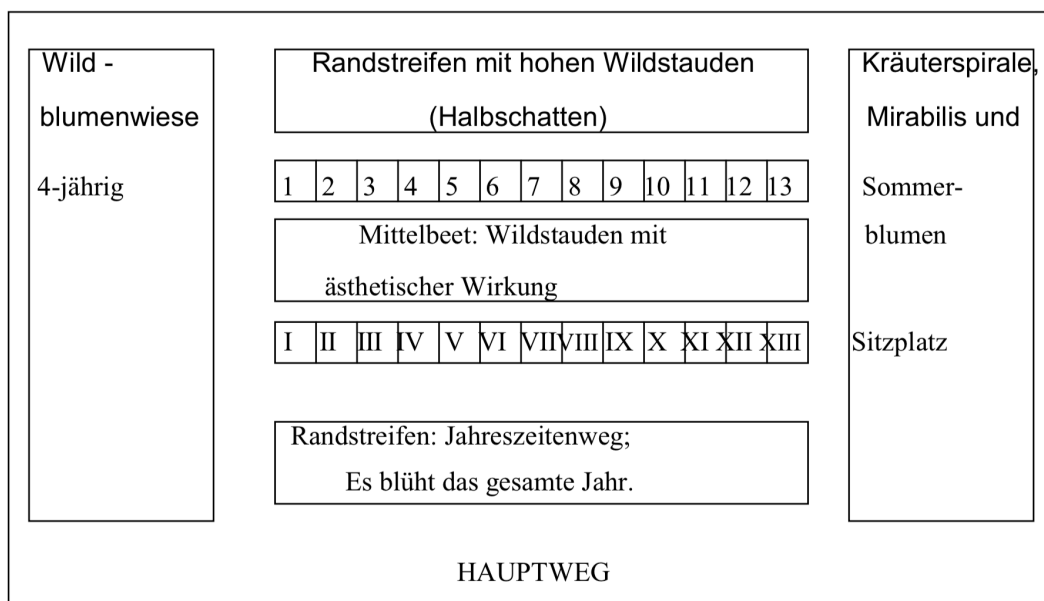 Wild -
blumenwiese
4-jährig
Randstreifen mit hohen Wildstauden
(Halbschatten)
1 2 3 4 5 6 7 8 9 10 11 12 13
Mittelbeet: Wildstauden mit
ästhetischer Wirkung
I II III IV V VI VII VIII IX X XI XII XIII
Randstreifen: Jahreszeitenweg;
Es blüht das gesamte Jahr.
Kräuterspirale,
Mirabilis und
Sommer-
blumen
Sitzplatz
HAUPTWEG